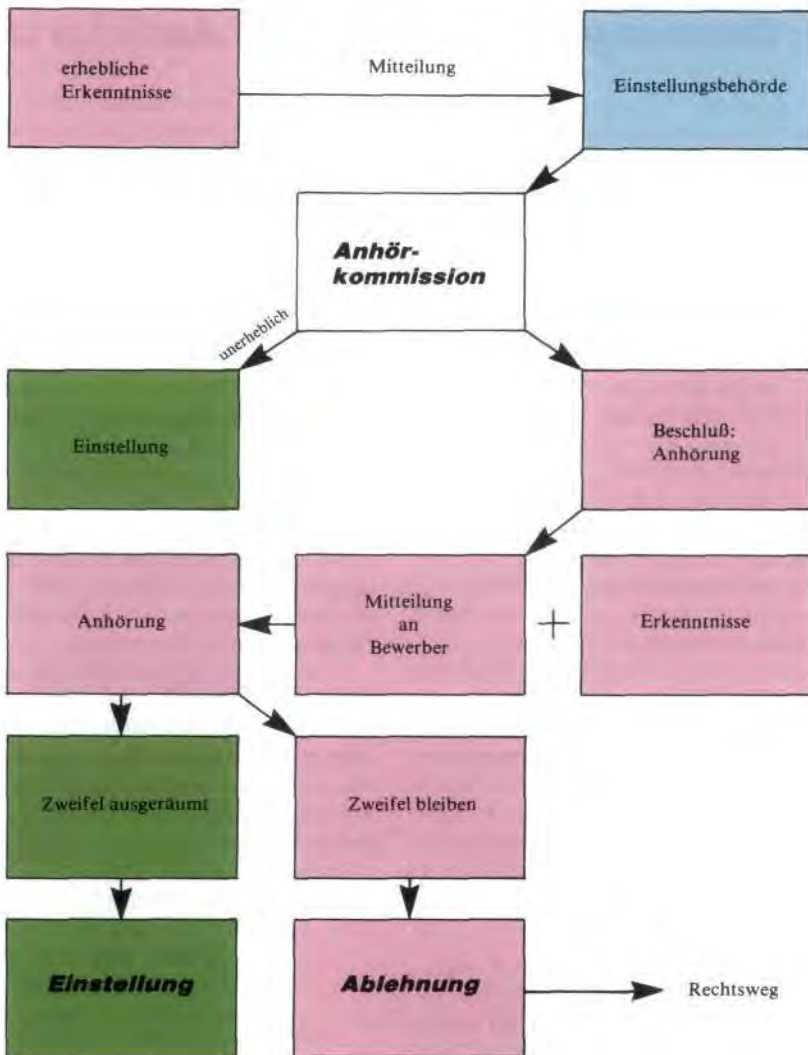 erhebliche
Erkenntnisse
Mitteilung
Einstellungsbehörde
Anhör-
kommission
unerheblich
Einstellung
Beschluß:
Anhörung
Anhörung
Mitteilung
an
Bewerber
+
Erkenntnisse
Zweifel ausgeräumt
Zweifel bleiben
Einstellung
Ablehnung
Rechtsweg